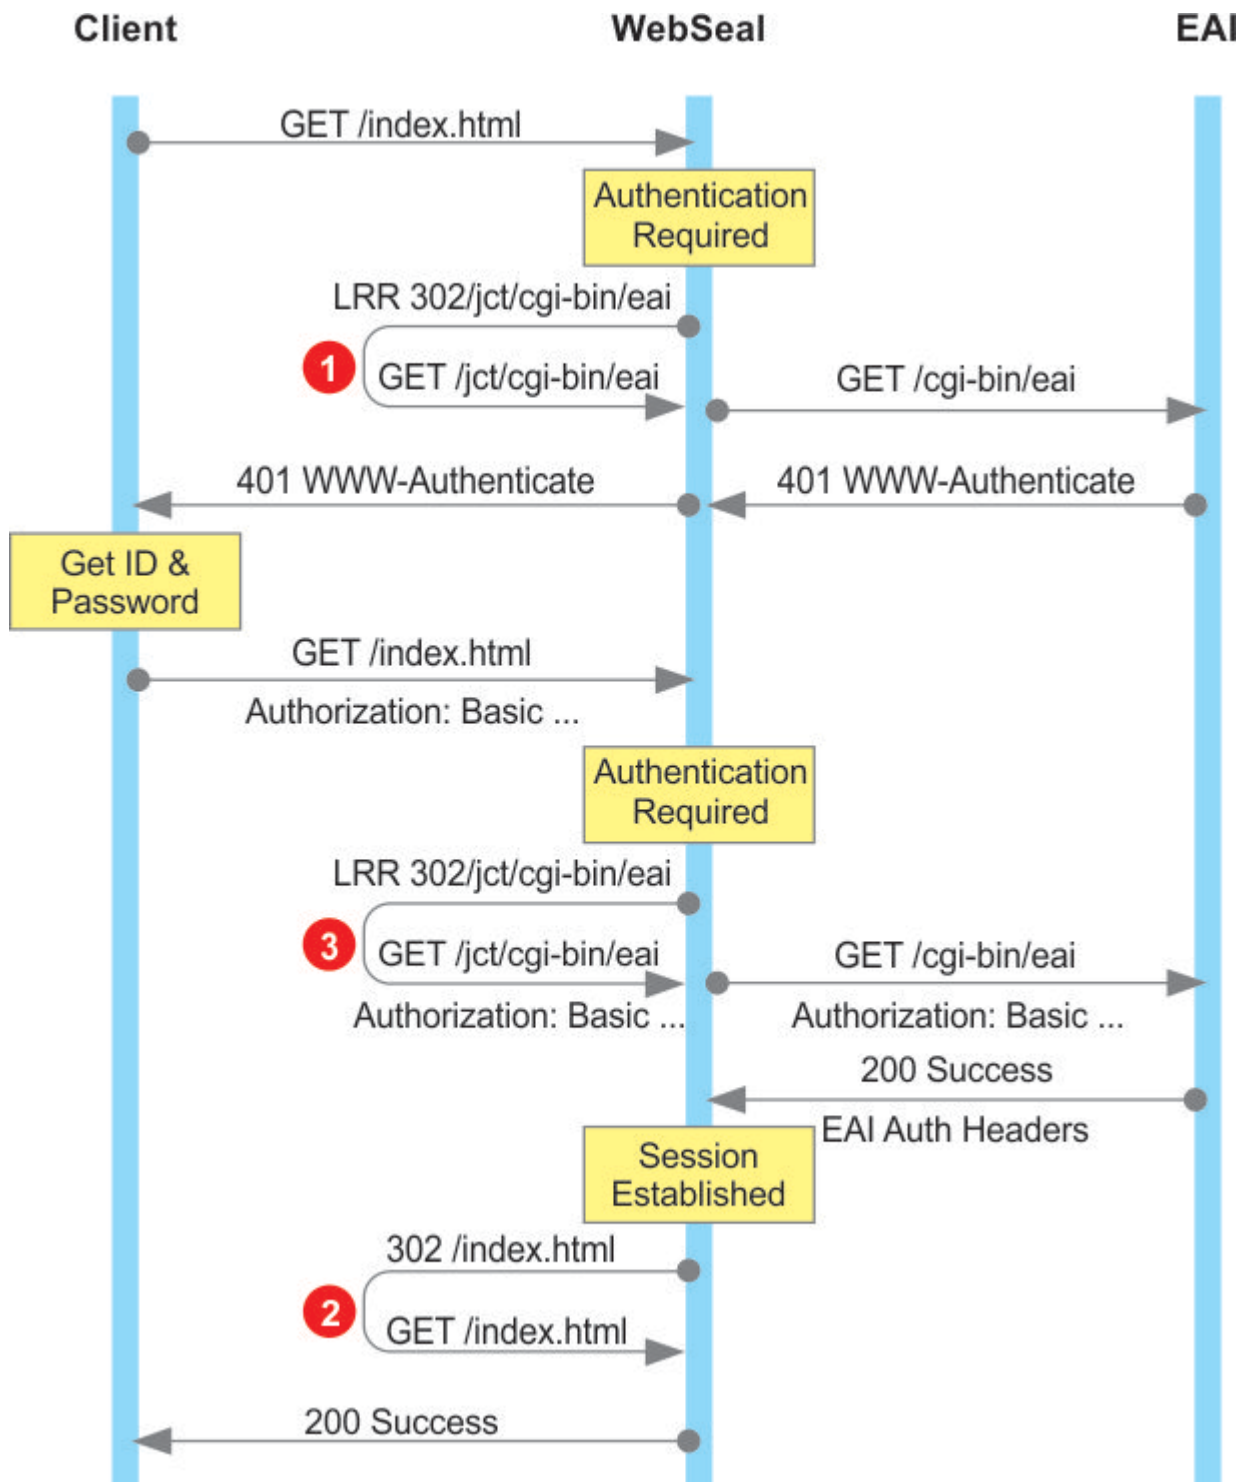 Client WebSeal EAI
GET /index.html
Authentication
Required
LRR 302/jct/cgi-bin/eai
1
GET /jct/cgi-bin/eai
GET /cgi-bin/eai
401 WWW-Authenticate
401 WWW-Authenticate
Get ID &
Password
GET /index.html
Authorization: Basic ...
Authentication
Required
LRR 302/jct/cgi-bin/eai
3
GET /jct/cgi-bin/eai
GET /cgi-bin/eai
Authorization: Basic ...
Authorization: Basic ...
200 Success
EAI Auth Headers
Session
Established
302 /index.html
2
GET /index.html
200 Success